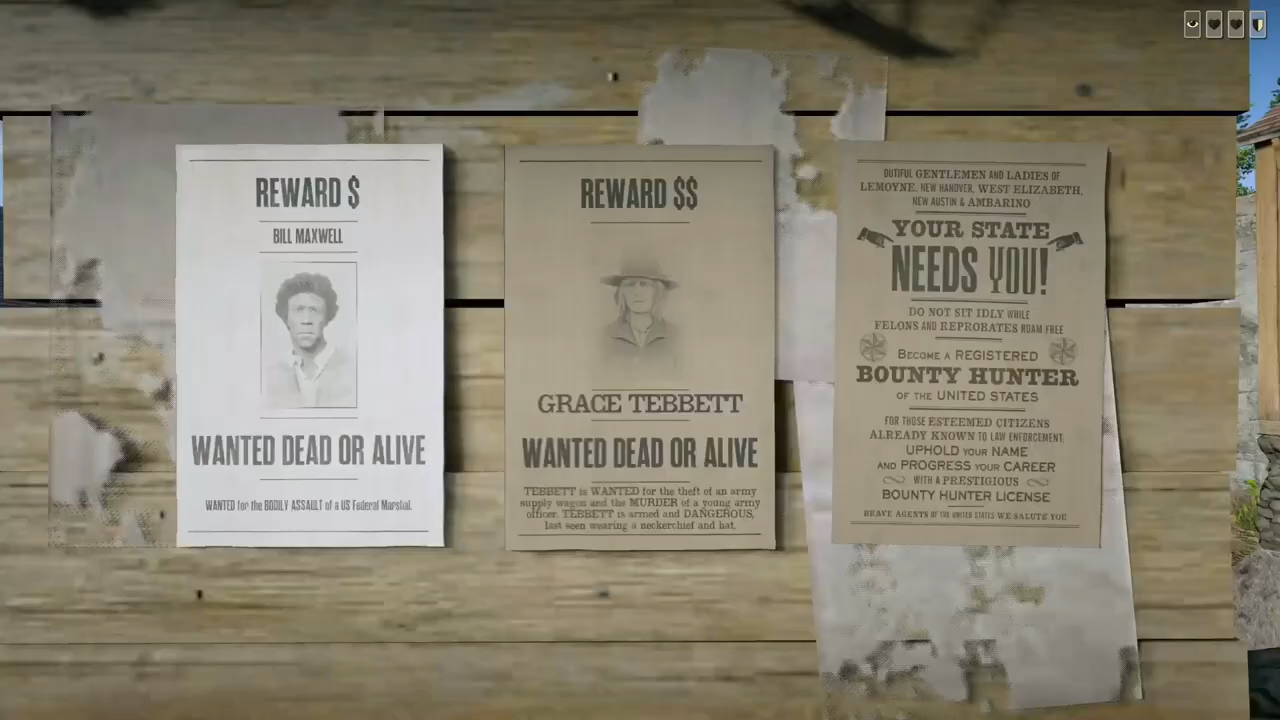 REWARD $
BILL MAXWELL
WANTED DEAD OR ALIVE
WANTED for the BODILY ASSAULT of a US Federal Marshal.
REWARD $$
GRACE TEBBETT
WANTED DEAD OR ALIVE
TEBBETT is WANTED for the theft of an army
supply wagon and the MURDER of a young army
officer. TEBBETT is armed and DANGEROUS,
last seen wearing a neckerchief and hat.
DUTIFUL GENTLEMEN AND LADIES OF
LEMOYNE, NEW HANOVER, WEST ELIZABETH,
NEW AUSTIN & AMBARINO
YOUR STATE
NEEDS YOU!
DO NOT SIT IDLY WHILE
FELONS AND REPROBATES ROAM FREE
BECOME A REGISTERED
BOUNTY HUNTER
OF THE UNITED STATES
FOR THOSE ESTEEMED CITIZENS
ALREADY KNOWN TO LAW ENFORCEMENT,
UPHOLD YOUR NAME
AND PROGRESS YOUR CAREER
WITH A PRESTIGIOUS
BOUNTY HUNTER LICENSE
BRAVE AGENTS OF THE UNITED STATES WE SALUTE YOU